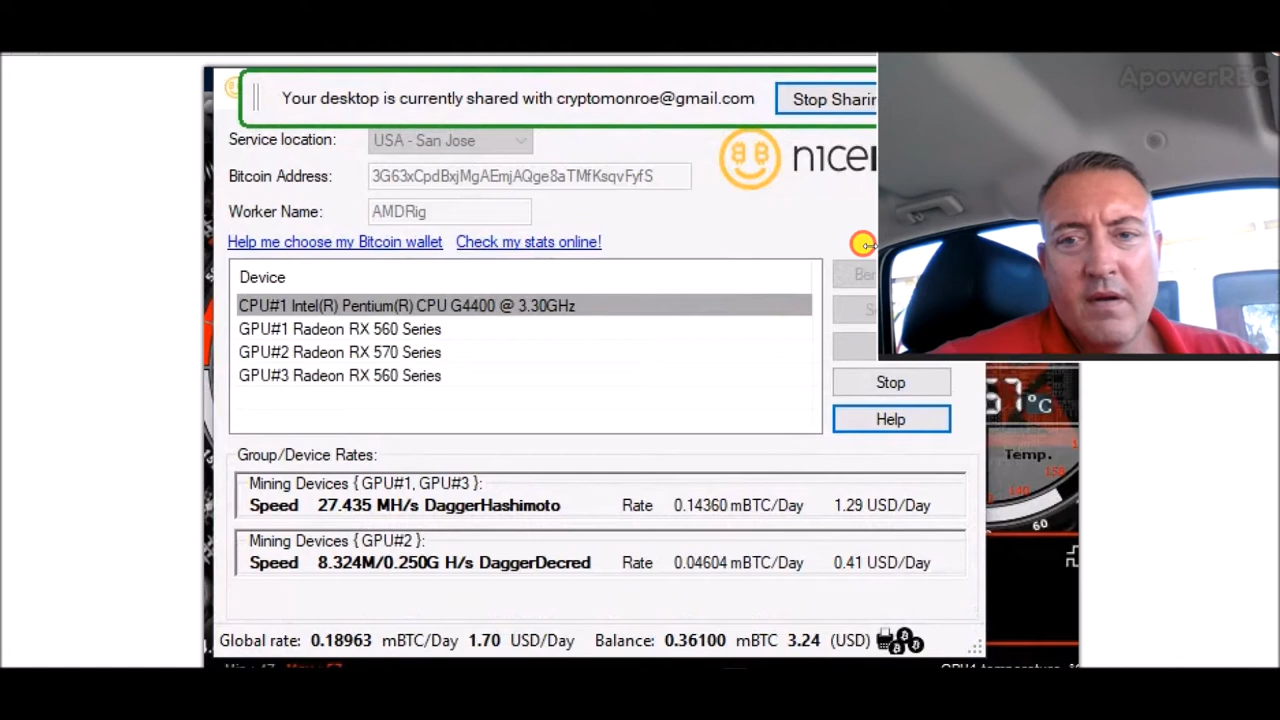 ApowerREC
Your desktop is currently shared with cryptomonroe@gmail.com
Stop Sharin
Service location: USA - San Jose
Bitcoin Address: 3G63xCpdBxjMgAEmjAQge8aTMfKsqvFyfS
Worker Name: AMDRig
Help me choose my Bitcoin wallet Check my stats online!
Device
CPU#1 Intel(R) Pentium(R) CPU G4400 @ 3.30GHz
GPU#1 Radeon RX 560 Series
GPU#2 Radeon RX 570 Series
GPU#3 Radeon RX 560 Series
Stop
Help
57 °C
Temp.
140
60
Group/Device Rates:
Mining Devices { GPU#1, GPU#3 }:
Speed 27.435 MH/s DaggerHashimoto Rate 0.14360 mBTC/Day 1.29 USD/Day
Mining Devices { GPU#2 }:
Speed 8.324M/0.250G H/s DaggerDecred Rate 0.04604 mBTC/Day 0.41 USD/Day
Global rate: 0.18963 mBTC/Day 1.70 USD/Day Balance: 0.36100 mBTC 3.24 (USD)